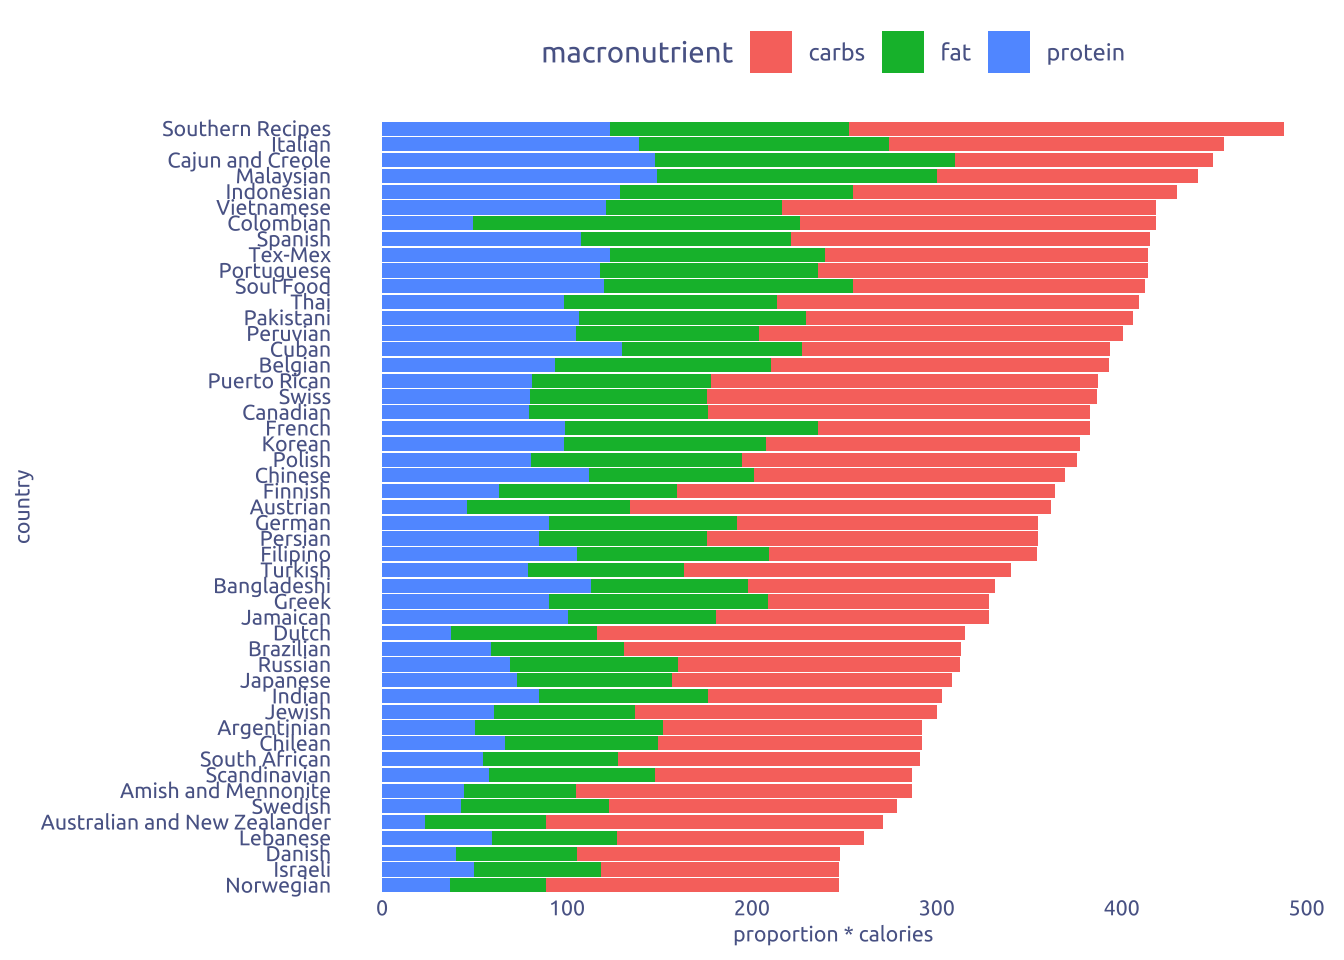 macronutrient carbs fat protein
Southern Recipes
Italian
Cajun and Creole
Malaysian
Indonesian
Vietnamese
Colombian
Spanish
Tex-Mex
Portuguese
Soul Food
Thai
Pakistani
Peruvian
Cuban
Belgian
Puerto Rican
Swiss
Canadian
French
Korean
Polish
Chinese
Finnish
Austrian
German
Persian
Filipino
Turkish
Bangladeshi
Greek
Jamaican
Dutch
Brazilian
Russian
Japanese
Indian
Jewish
Argentinian
Chilean
South African
Scandinavian
Amish and Mennonite
Swedish
Australian and New Zealander
Lebanese
Danish
Israeli
Norwegian
country
0 100 200 300 400 500
proportion * calories